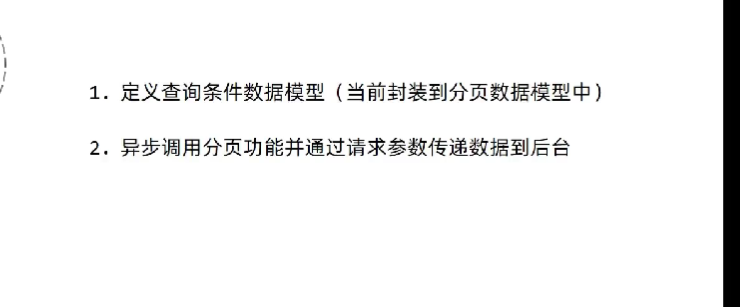 1. 定义查询条件数据模型（当前封装到分页数据模型中）
2. 异步调用分页功能并通过请求参数传递数据到后台